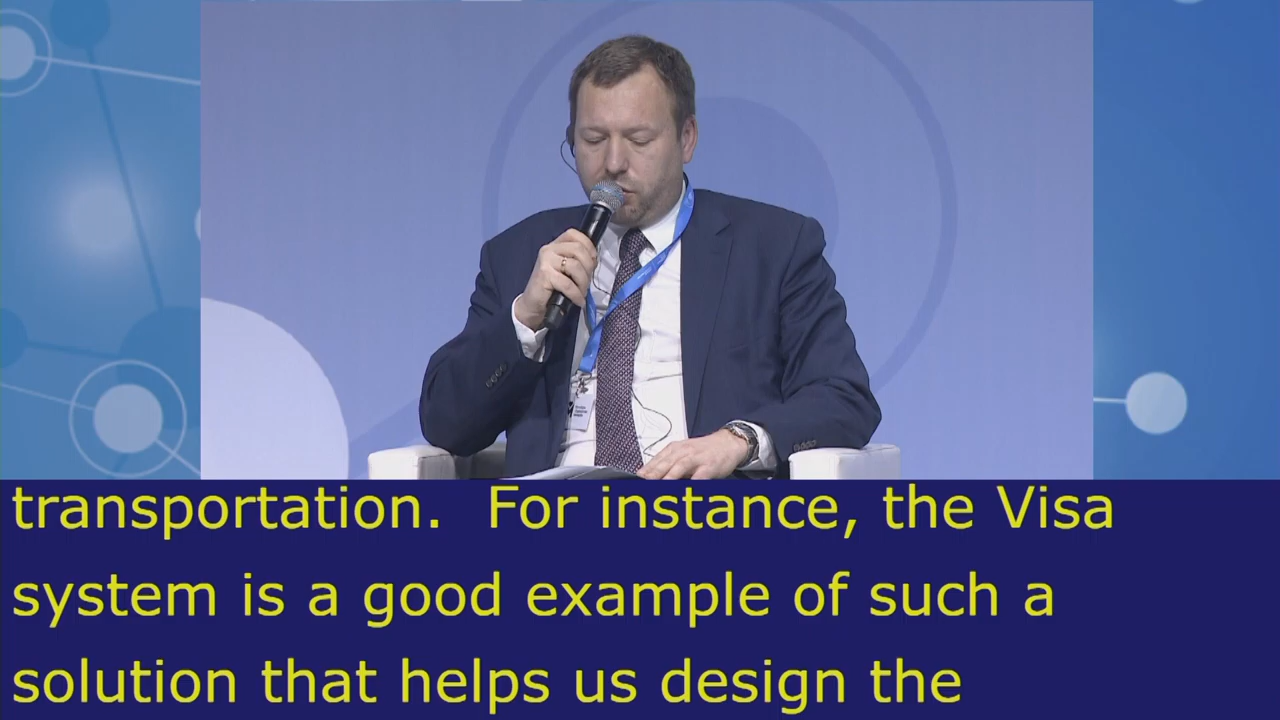 transportation.  For instance, the Visa
system is a good example of such a
solution that helps us design the